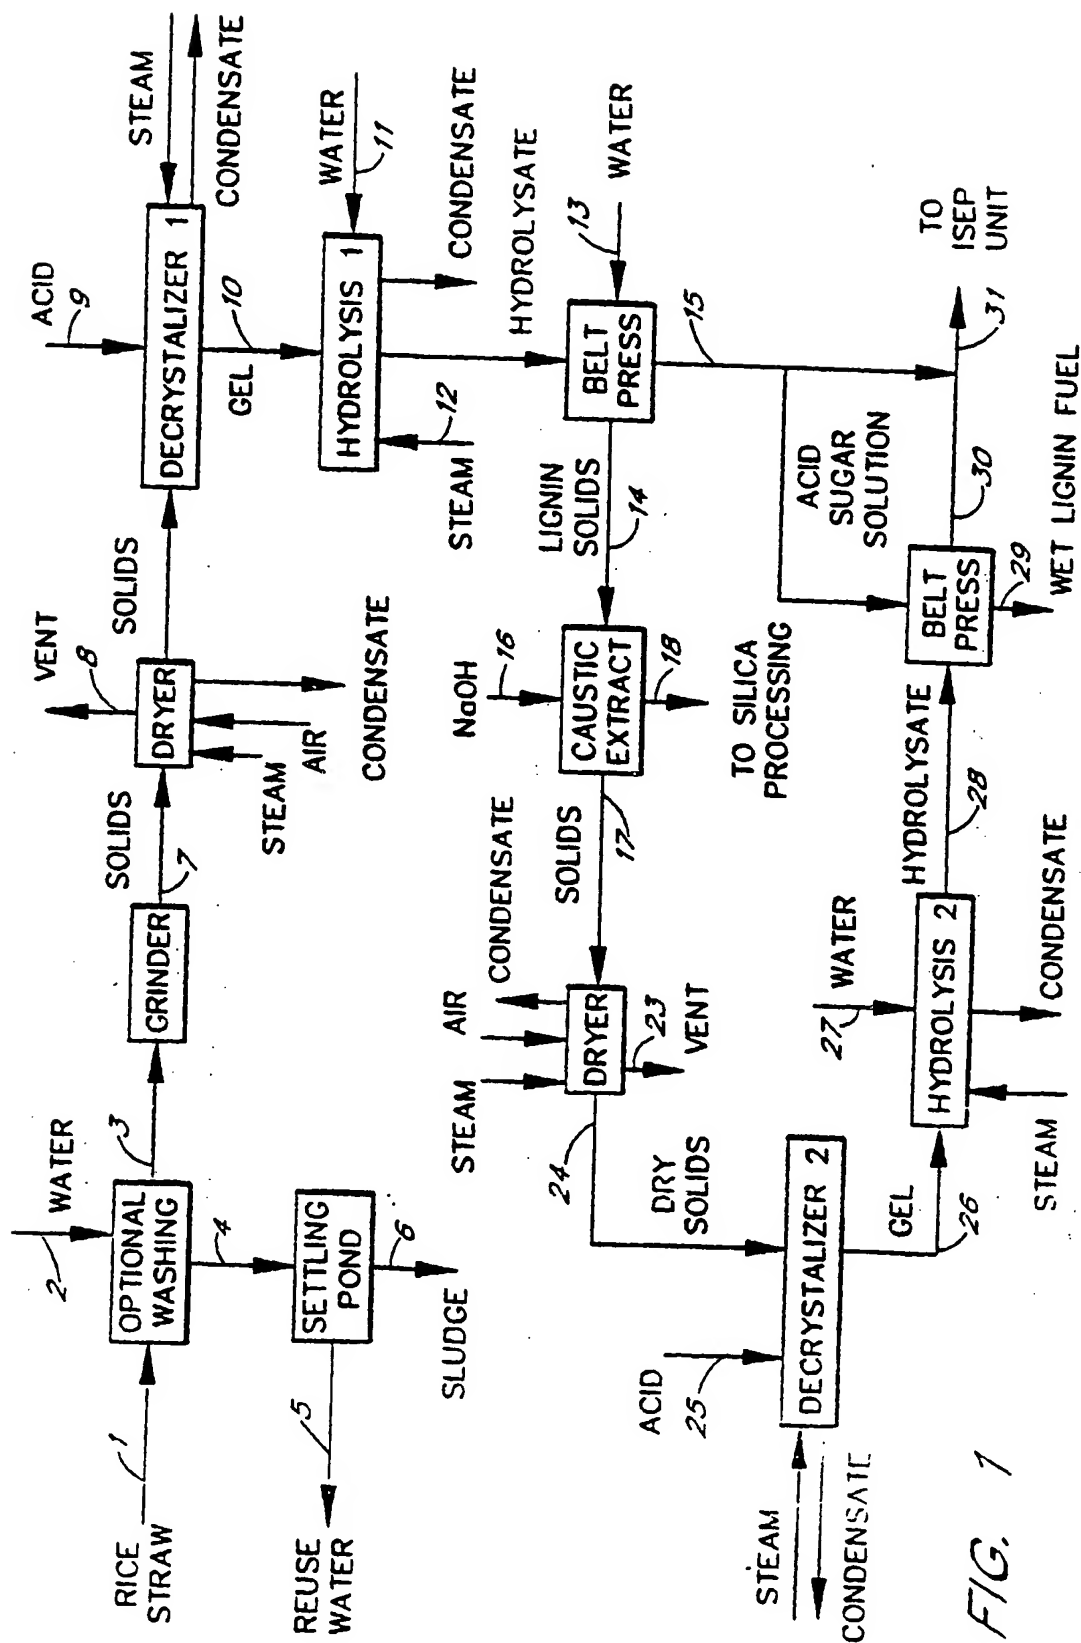 RICE
STRAW
1
2
WATER
OPTIONAL
WASHING
3
4
SETTLING
POND
5
REUSE
WATER
6
SLUDGE
GRINDER
SOLIDS
7
DRYER
VENT
8
STEAM
AIR
CONDENSATE
SOLIDS
ACID
9
DECRYSTALIZER 1
STEAM
CONDENSATE
GEL
10
HYDROLYSIS 1
WATER
11
STEAM
12
CONDENSATE
HYDROLYSATE
BELT
PRESS
13
WATER
LIGNIN
SOLIDS
14
15
NaOH
16
CAUSTIC
EXTRACT
18
TO SILICA
PROCESSING
SOLIDS
17
STEAM
AIR
CONDENSATE
DRYER
23
VENT
24
DRY
SOLIDS
ACID
25
DECRYSTALIZER 2
STEAM
CONDENSATE
GEL
26
HYDROLYSIS 2
WATER
27
STEAM
CONDENSATE
HYDROLYSATE
28
BELT
PRESS
ACID
SUGAR
SOLUTION
29
WET LIGNIN FUEL
30
31
TO
ISEP
UNIT
FIG. 1